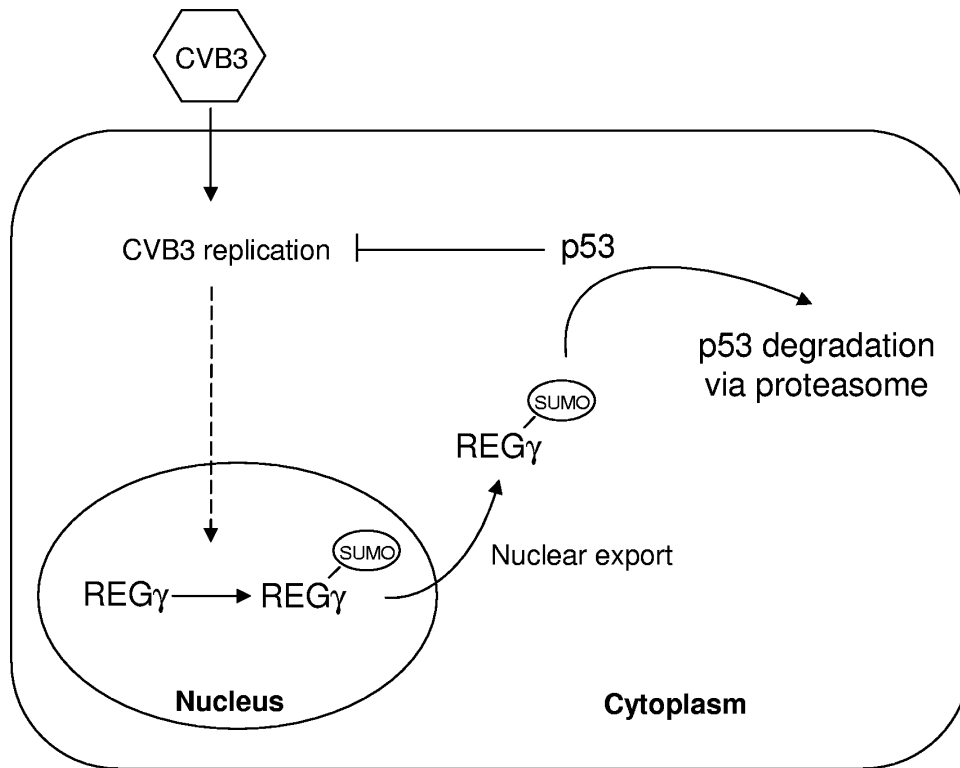 CVB3
CVB3 replication
p53
p53 degradation
via proteasome
SUMO
REGγ
SUMO
Nuclear export
REGγ
REGγ
Nucleus
Cytoplasm